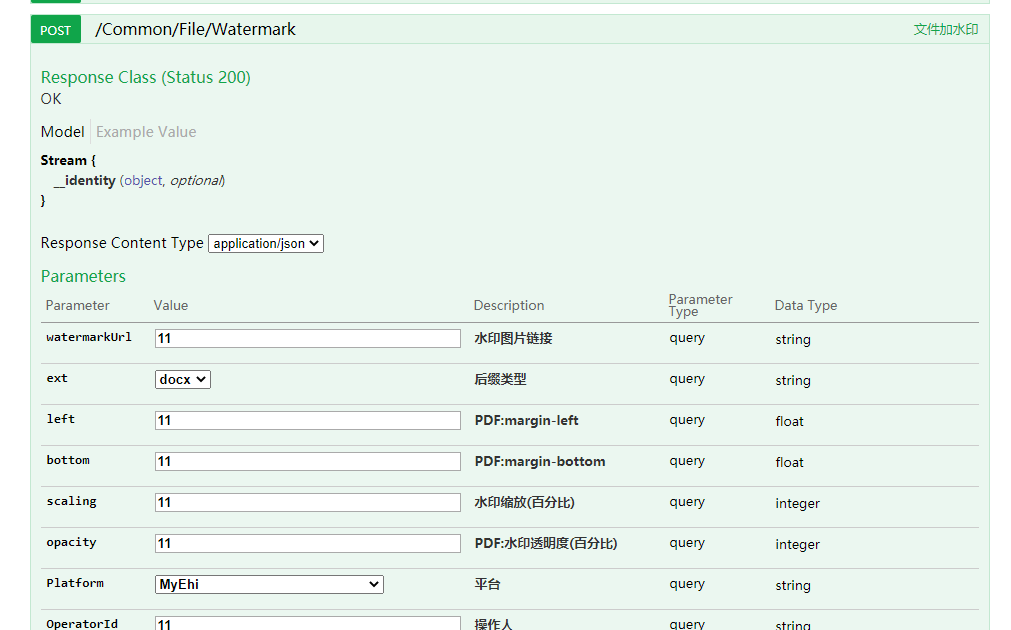 POST /Common/File/Watermark 文件加水印
Response Class (Status 200)
OK
Model Example Value
Stream {
__identity (object, optional)
}
Response Content Type application/json
Parameters
Parameter Value Description Parameter Type Data Type
watermarkUrl 11 水印图片链接 query string
ext docx 后缀类型 query string
left 11 PDF:margin-left query float
bottom 11 PDF:margin-bottom query float
scaling 11 水印缩放(百分比) query integer
opacity 11 PDF:水印透明度(百分比) query integer
Platform MyEhi 平台 query string
OperatorId 11 操作人 query string